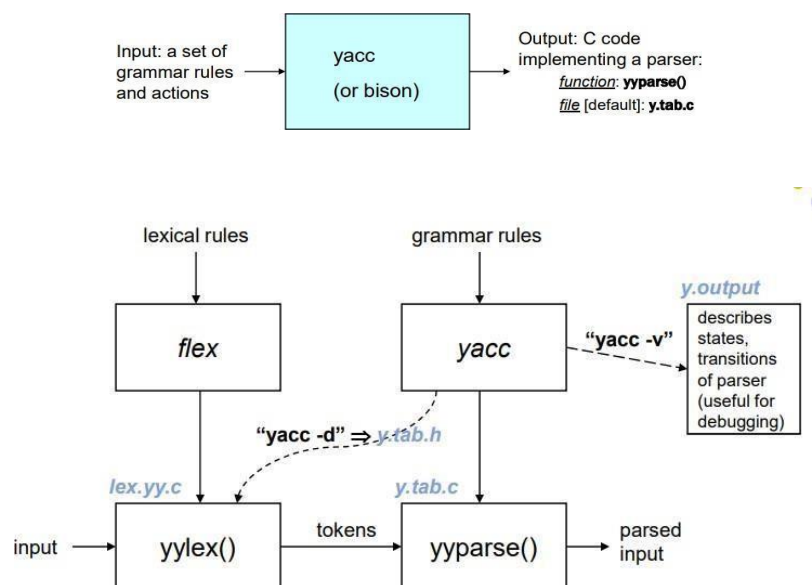 Input: a set of
grammar rules
and actions
yacc
(or bison)
Output: C code
implementing a parser:
function: yyparse()
file [default]: y.tab.c
lexical rules
grammar rules
y.output
flex
yacc
“yacc -v”
describes
states,
transitions
of parser
(useful for
debugging)
“yacc -d” ⇒ y.tab.h
lex.yy.c
y.tab.c
input
yylex()
tokens
yyparse()
parsed
input